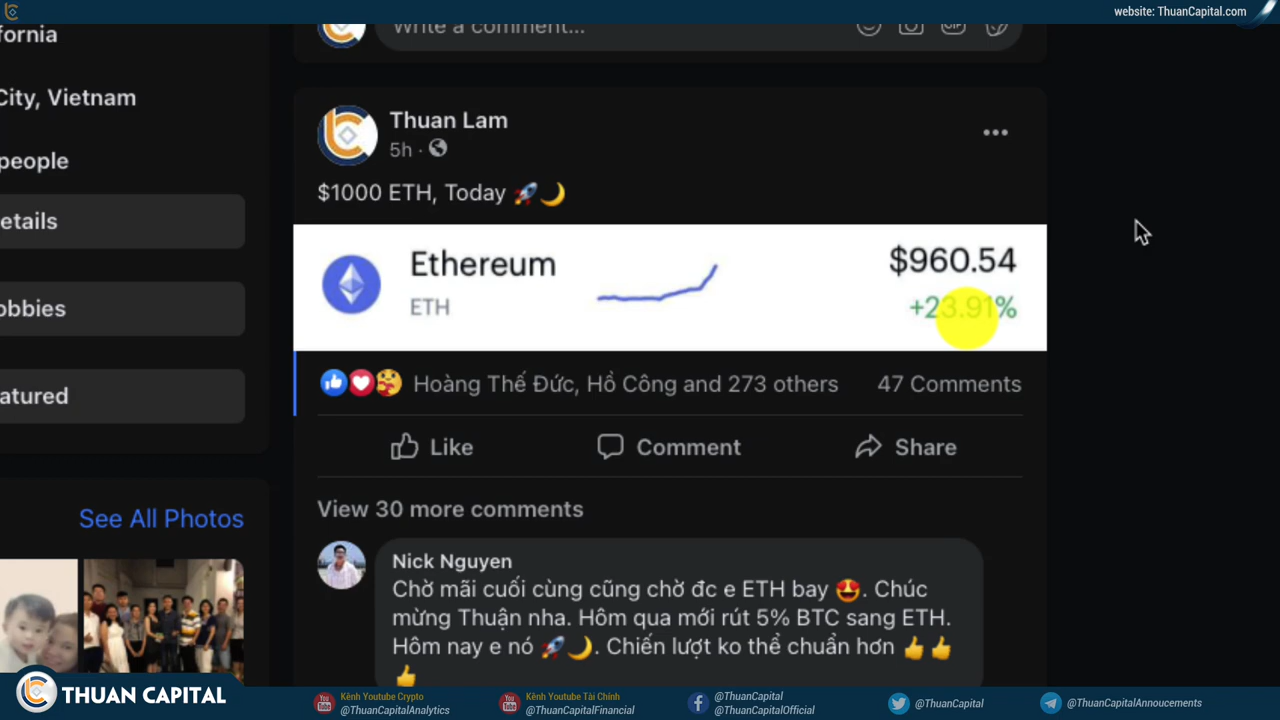 website: ThuanCapital.com
fornia
City, Vietnam
people
etails
obbies
atured
See All Photos
Write a comment...
Thuan Lam
5h ·
$1000 ETH, Today 🚀🌙
Ethereum
ETH
$960.54
+23.91%
Hoàng Thế Đức, Hồ Công and 273 others
47 Comments
Like
Comment
Share
View 30 more comments
Nick Nguyen
Chờ mãi cuối cùng cũng chờ đc e ETH bay 🤩. Chúc
mừng Thuận nha. Hôm qua mới rút 5% BTC sang ETH.
Hôm nay e nó 🚀🌙. Chiến lượt ko thể chuẩn hơn 👍👍
👍
THUAN CAPITAL
Kênh Youtube Crypto
@ThuanCapitalAnalytics
Kênh Youtube Tài Chính
@ThuanCapitalFinancial
@ThuanCapital
@ThuanCapitalOfficial
@ThuanCapital
@ThuanCapitalAnnoucements